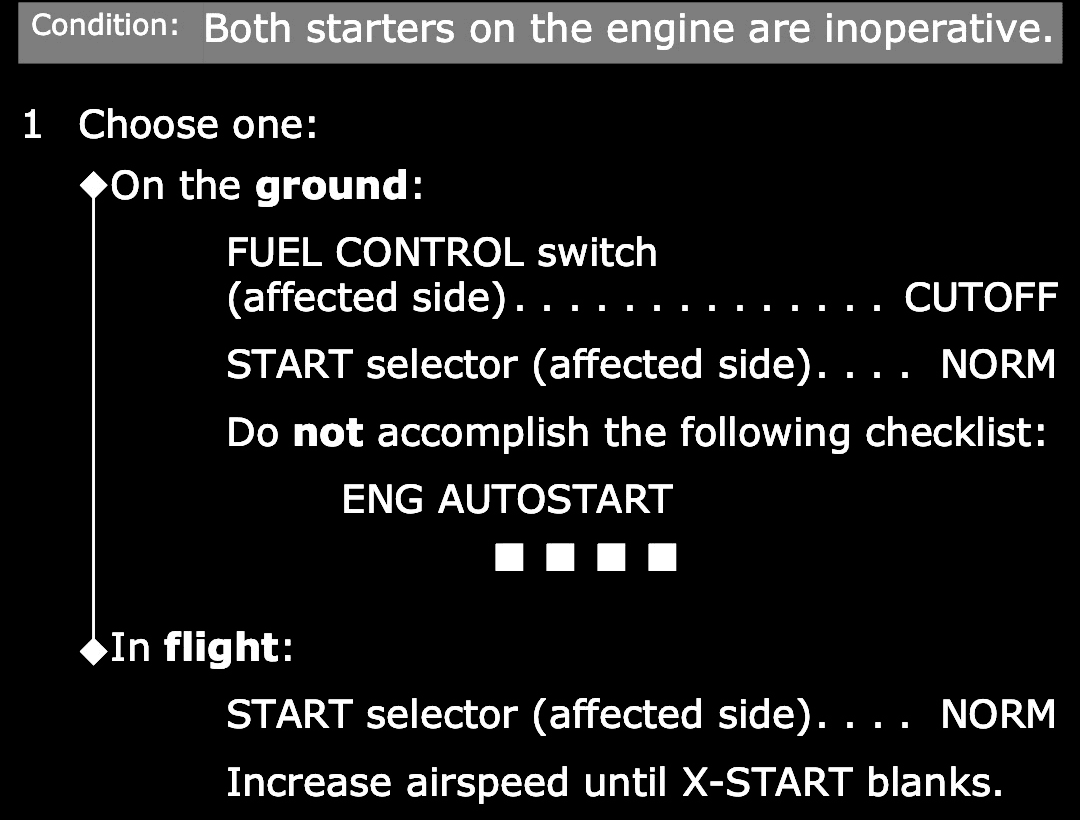 Condition: Both starters on the engine are inoperative.
1 Choose one:
On the ground:
FUEL CONTROL switch
(affected side) . . . . . . . . . . . . . . CUTOFF
START selector (affected side) . . . . NORM
Do not accomplish the following checklist:
ENG AUTOSTART
In flight:
START selector (affected side) . . . . NORM
Increase airspeed until X-START blanks.